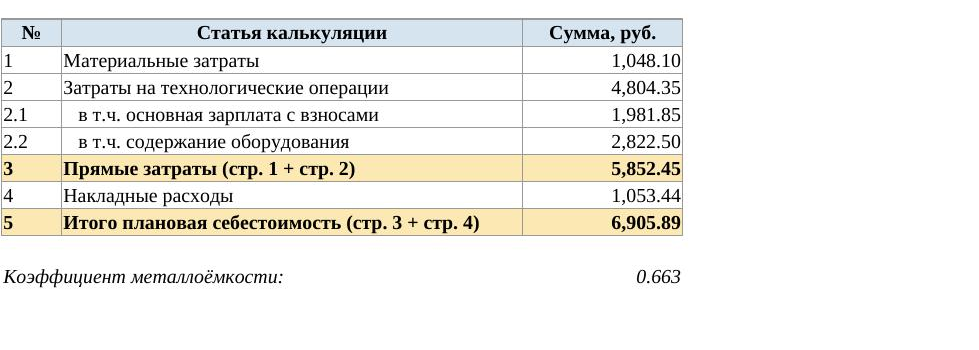 № Статья калькуляции Сумма, руб.
1 Материальные затраты 1,048.10
2 Затраты на технологические операции 4,804.35
2.1 в т.ч. основная зарплата с взносами 1,981.85
2.2 в т.ч. содержание оборудования 2,822.50
3 Прямые затраты (стр. 1 + стр. 2) 5,852.45
4 Накладные расходы 1,053.44
5 Итого плановая себестоимость (стр. 3 + стр. 4) 6,905.89
Коэффициент металлоёмкости: 0.663